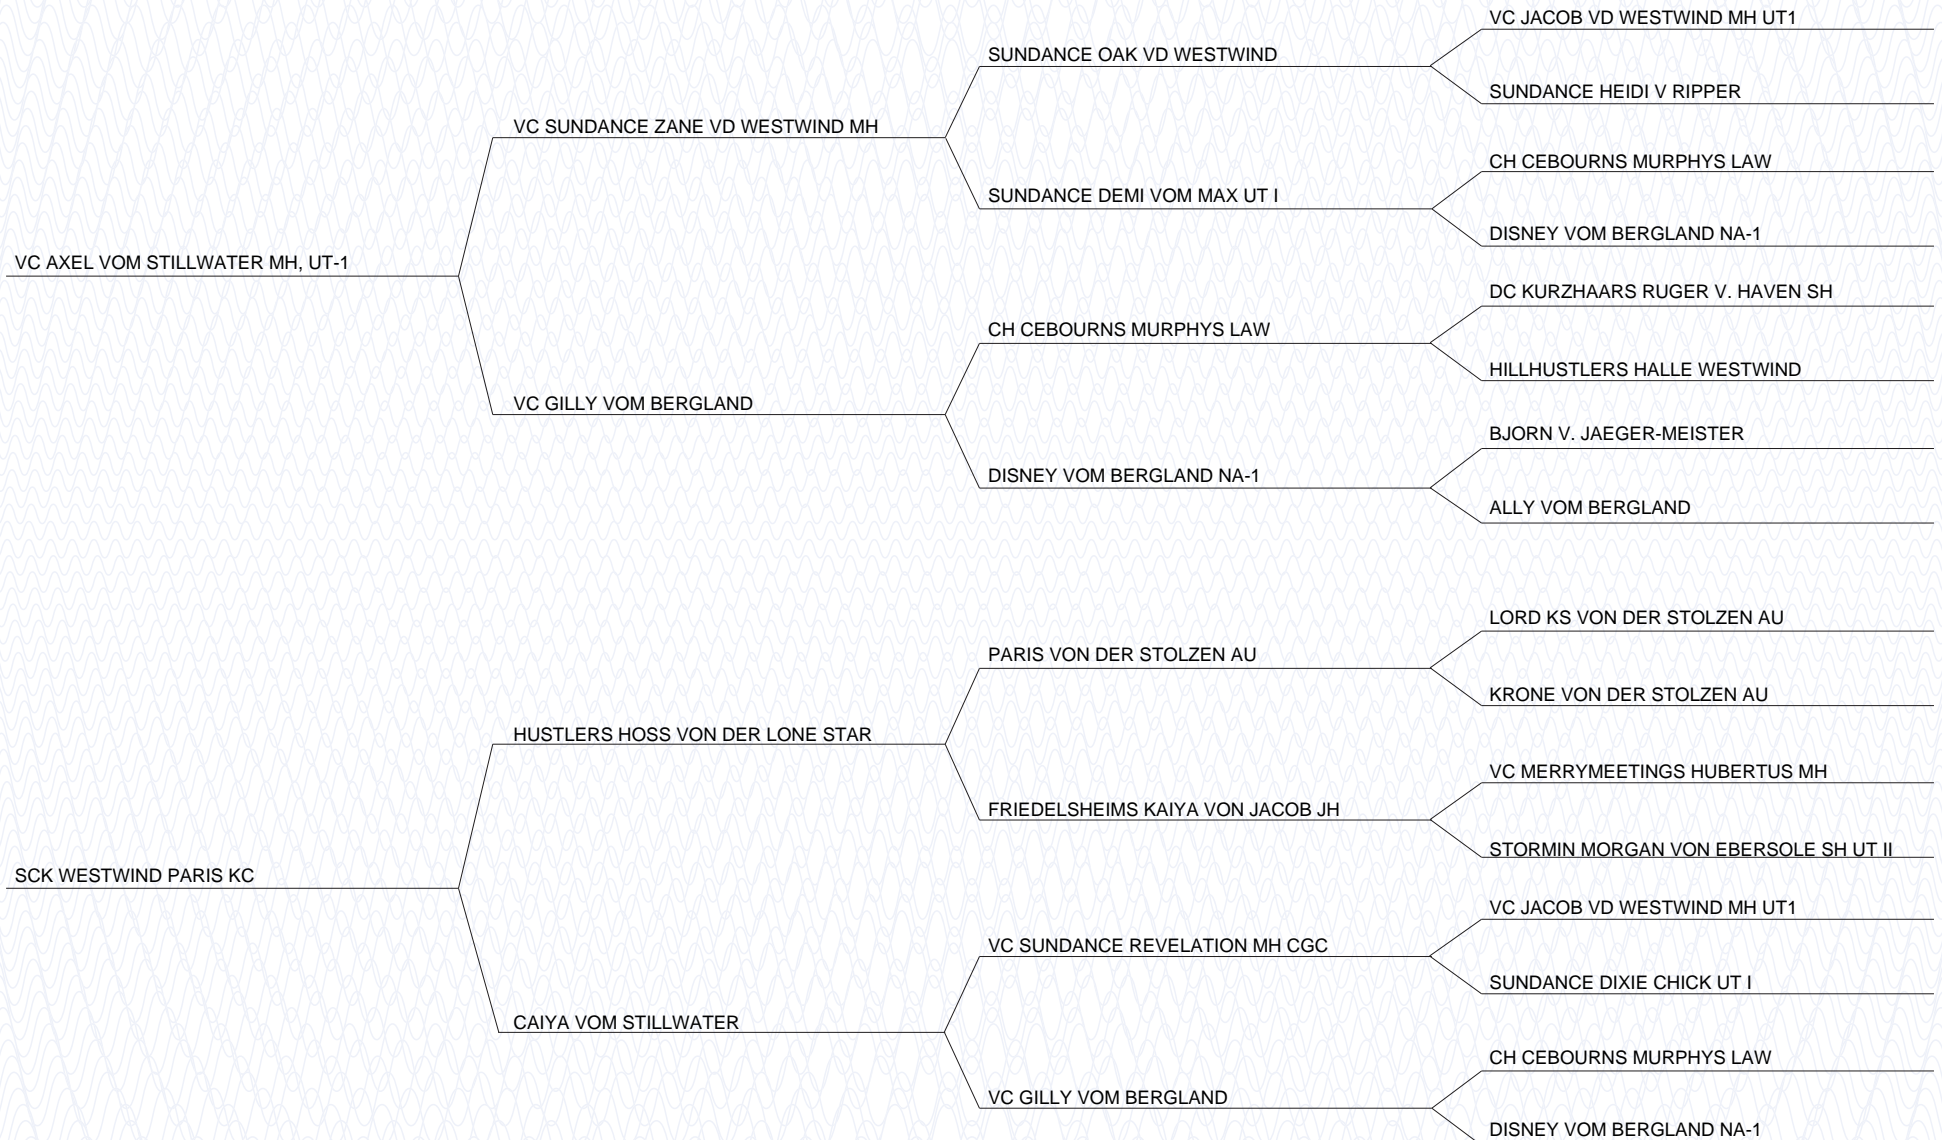 VC JACOB VD WESTWIND MH UT1
SUNDANCE OAK VD WESTWIND
SUNDANCE HEIDI V RIPPER
VC SUNDANCE ZANE VD WESTWIND MH
CH CEBOURNS MURPHYS LAW
SUNDANCE DEMI VOM MAX UT I
DISNEY VOM BERGLAND NA-1
VC AXEL VOM STILLWATER MH, UT-1
DC KURZHAARS RUGER V. HAVEN SH
CH CEBOURNS MURPHYS LAW
HILLHUSTLERS HALLE WESTWIND
VC GILLY VOM BERGLAND
BJORN V. JAEGER-MEISTER
DISNEY VOM BERGLAND NA-1
ALLY VOM BERGLAND
LORD KS VON DER STOLZEN AU
PARIS VON DER STOLZEN AU
KRONE VON DER STOLZEN AU
HUSTLERS HOSS VON DER LONE STAR
VC MERRYMEETINGS HUBERTUS MH
FRIEDELSHEIMS KAIYA VON JACOB JH
STORMIN MORGAN VON EBERSOLE SH UT II
SCK WESTWIND PARIS KC
VC JACOB VD WESTWIND MH UT1
VC SUNDANCE REVELATION MH CGC
SUNDANCE DIXIE CHICK UT I
CAIYA VOM STILLWATER
CH CEBOURNS MURPHYS LAW
VC GILLY VOM BERGLAND
DISNEY VOM BERGLAND NA-1